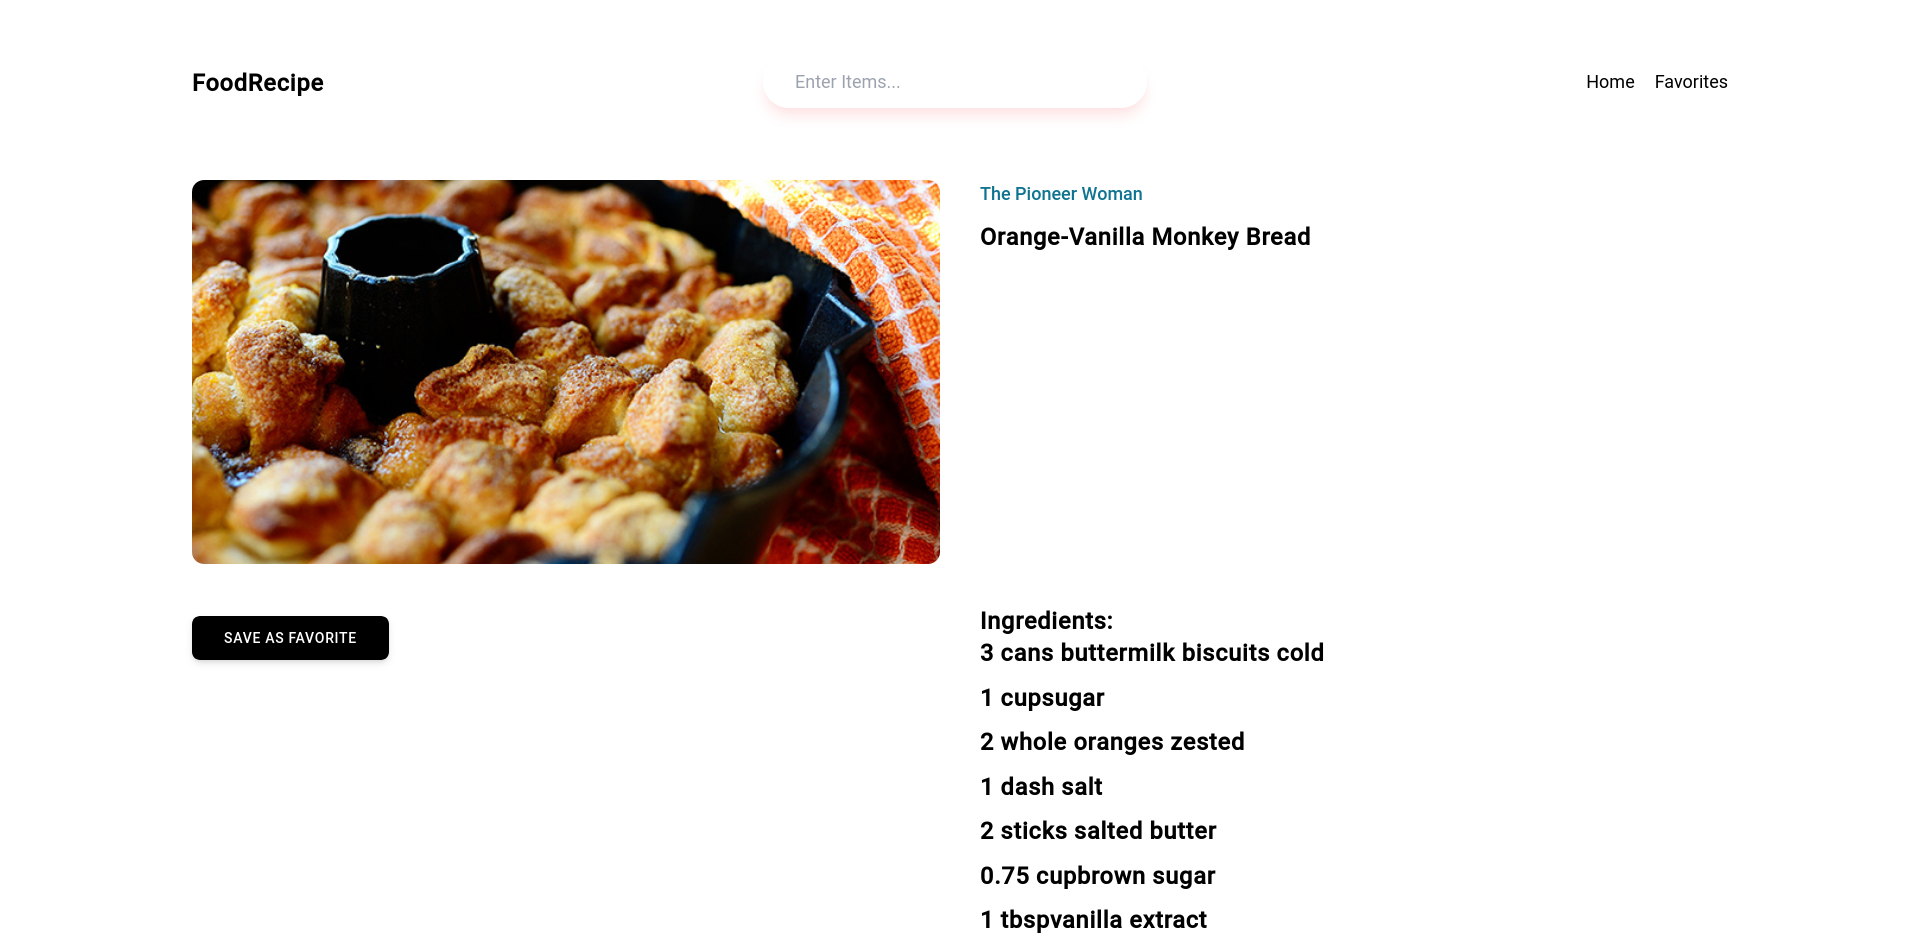 FoodRecipe
Enter Items...
Home
Favorites
The Pioneer Woman
Orange-Vanilla Monkey Bread
SAVE AS FAVORITE
Ingredients:
3 cans buttermilk biscuits cold
1 cupsugar
2 whole oranges zested
1 dash salt
2 sticks salted butter
0.75 cupbrown sugar
1 tbspvanilla extract